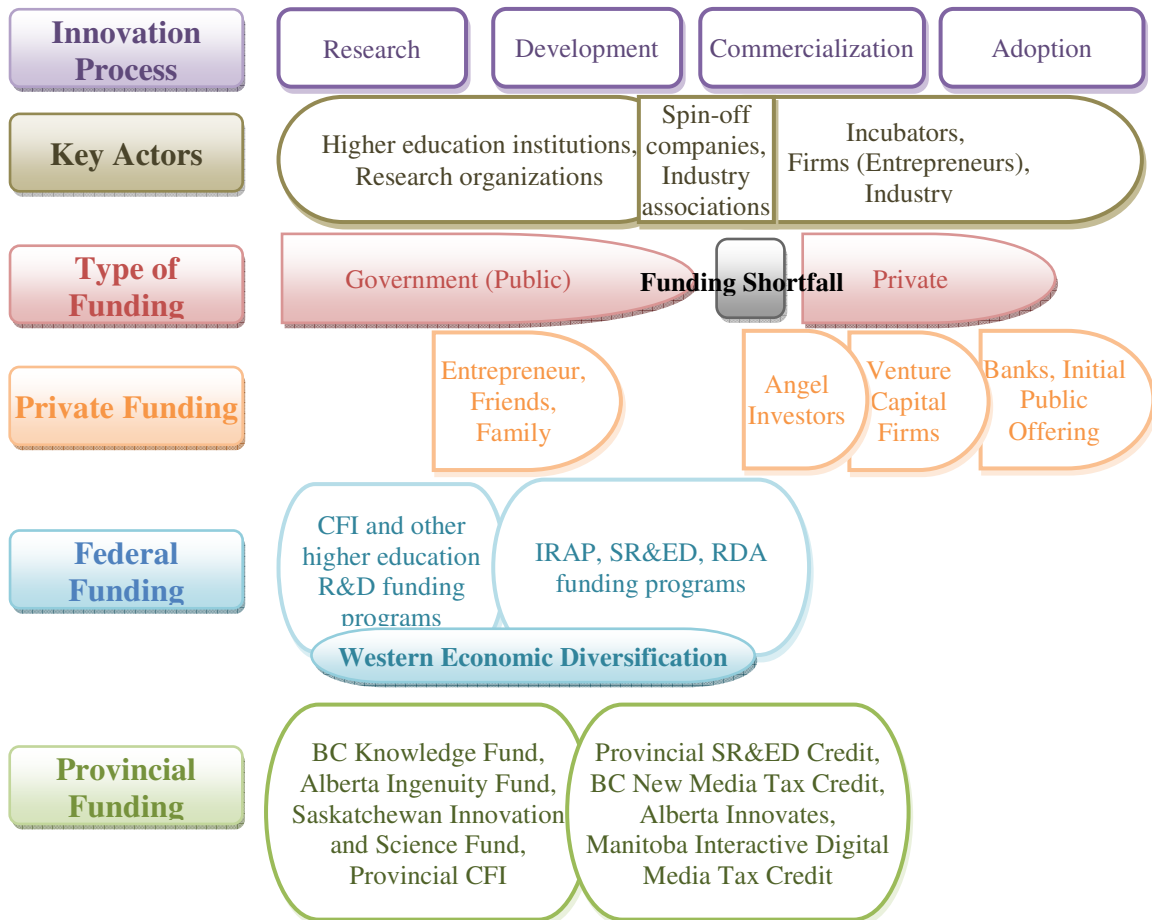 Innovation
Process
Research
Development
Commercialization
Adoption
Key Actors
Higher education institutions,
Research organizations
Spin-off
companies,
Industry
associations
Incubators,
Firms (Entrepreneurs),
Industry
Type of
Funding
Government (Public)
Funding Shortfall
Private
Private Funding
Entrepreneur,
Friends,
Family
Angel
Investors
Venture
Capital
Firms
Banks, Initial
Public
Offering
Federal
Funding
CFI and other
higher education
R&D funding
programs
IRAP, SR&ED, RDA
funding programs
Western Economic Diversification
Provincial
Funding
BC Knowledge Fund,
Alberta Ingenuity Fund,
Saskatchewan Innovation
and Science Fund,
Provincial CFI
Provincial SR&ED Credit,
BC New Media Tax Credit,
Alberta Innovates,
Manitoba Interactive Digital
Media Tax Credit